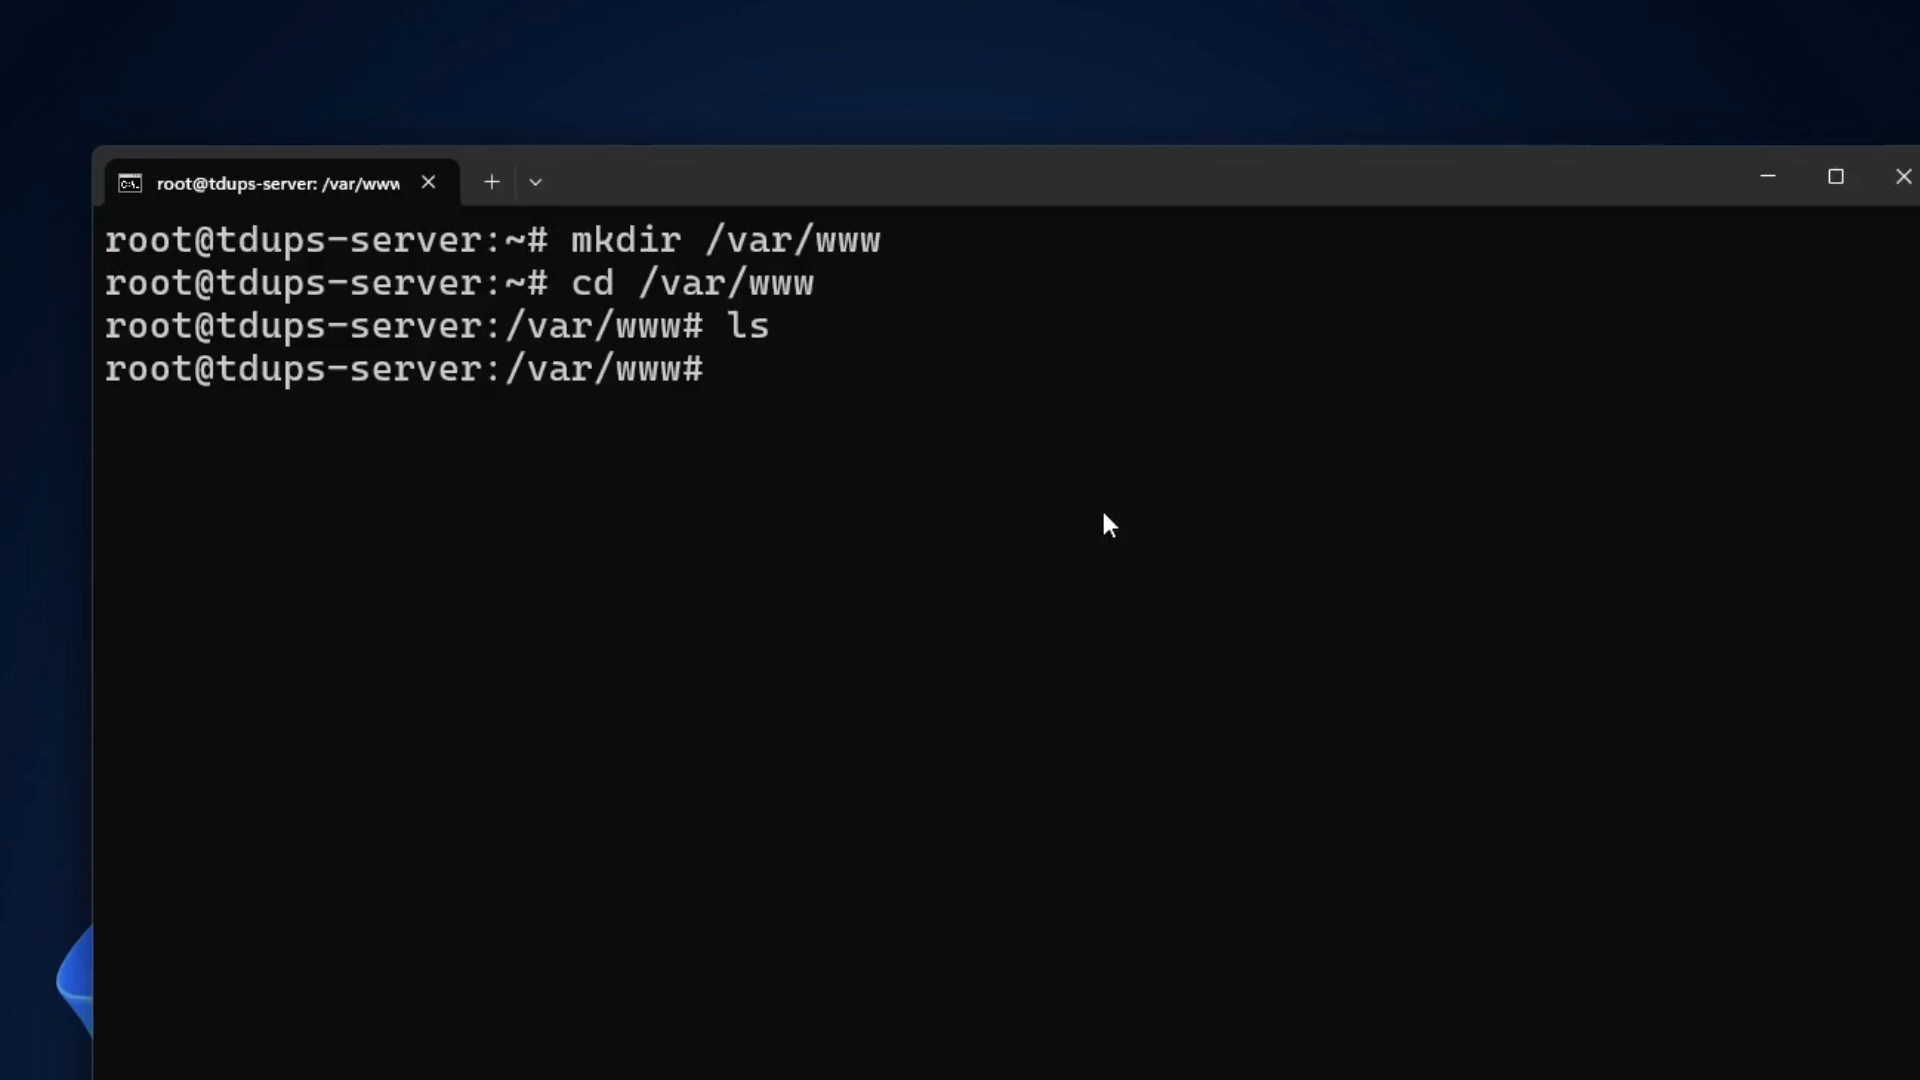 root@tdups-server: /var/www
root@tdups-server:~# mkdir /var/www
root@tdups-server:~# cd /var/www
root@tdups-server:/var/www# ls
root@tdups-server:/var/www#